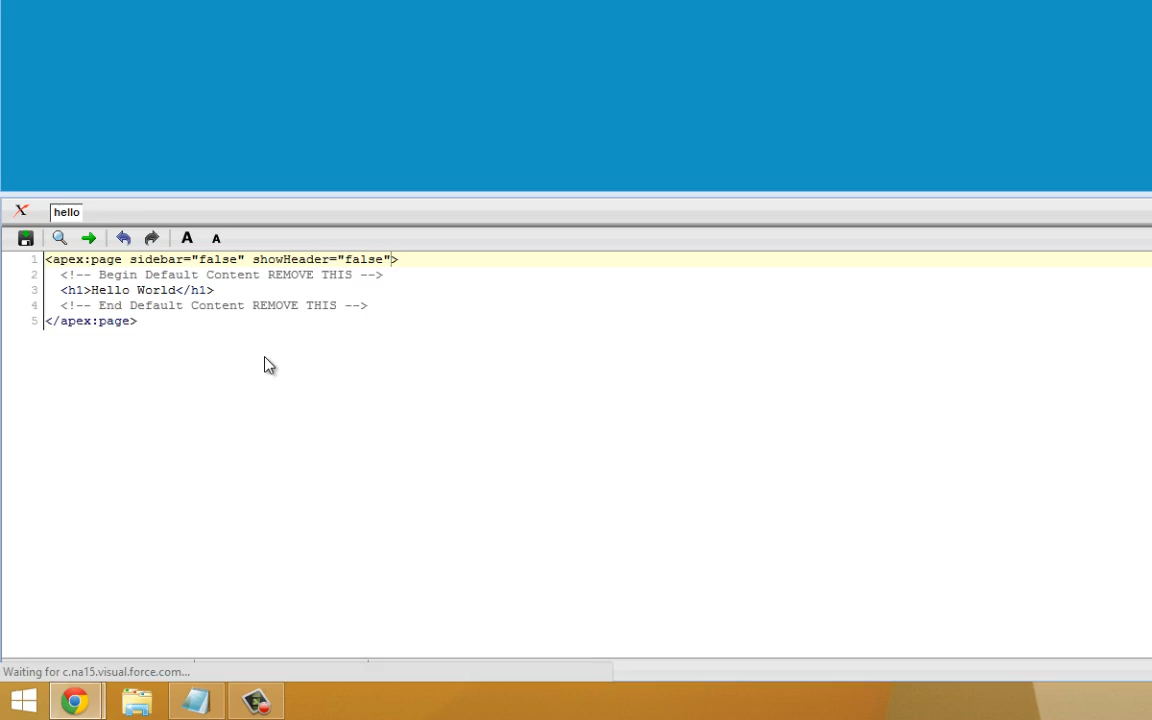 hello
A A
1 <apex:page sidebar="false" showHeader="false">
2 <!-- Begin Default Content REMOVE THIS -->
3 <h1>Hello World</h1>
4 <!-- End Default Content REMOVE THIS -->
5 </apex:page>
Waiting for c.na15.visual.force.com...